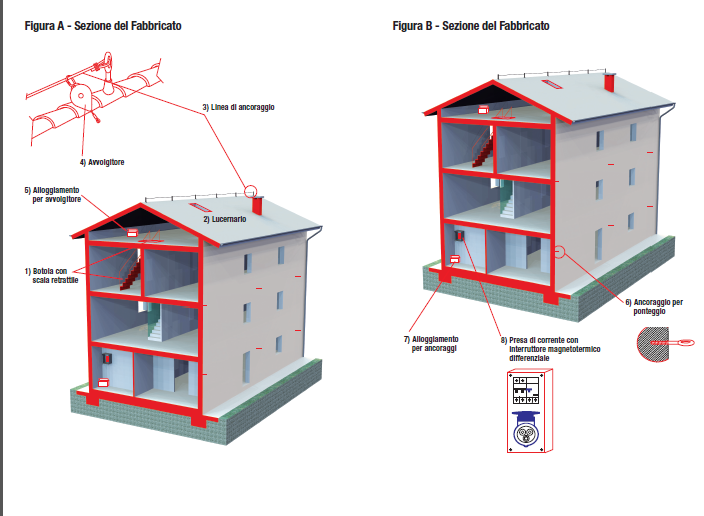 Figura A - Sezione del Fabbricato
Figura B - Sezione del Fabbricato
3) Linea di ancoraggio
4) Avvolgitore
5) Alloggiamento
per avvolgitore
2) Lucernario
1) Botola con
scala retrattile
6) Ancoraggio per
ponteggio
7) Alloggiamento
per ancoraggi
8) Presa di corrente con
interruttore magnetotermico
differenziale